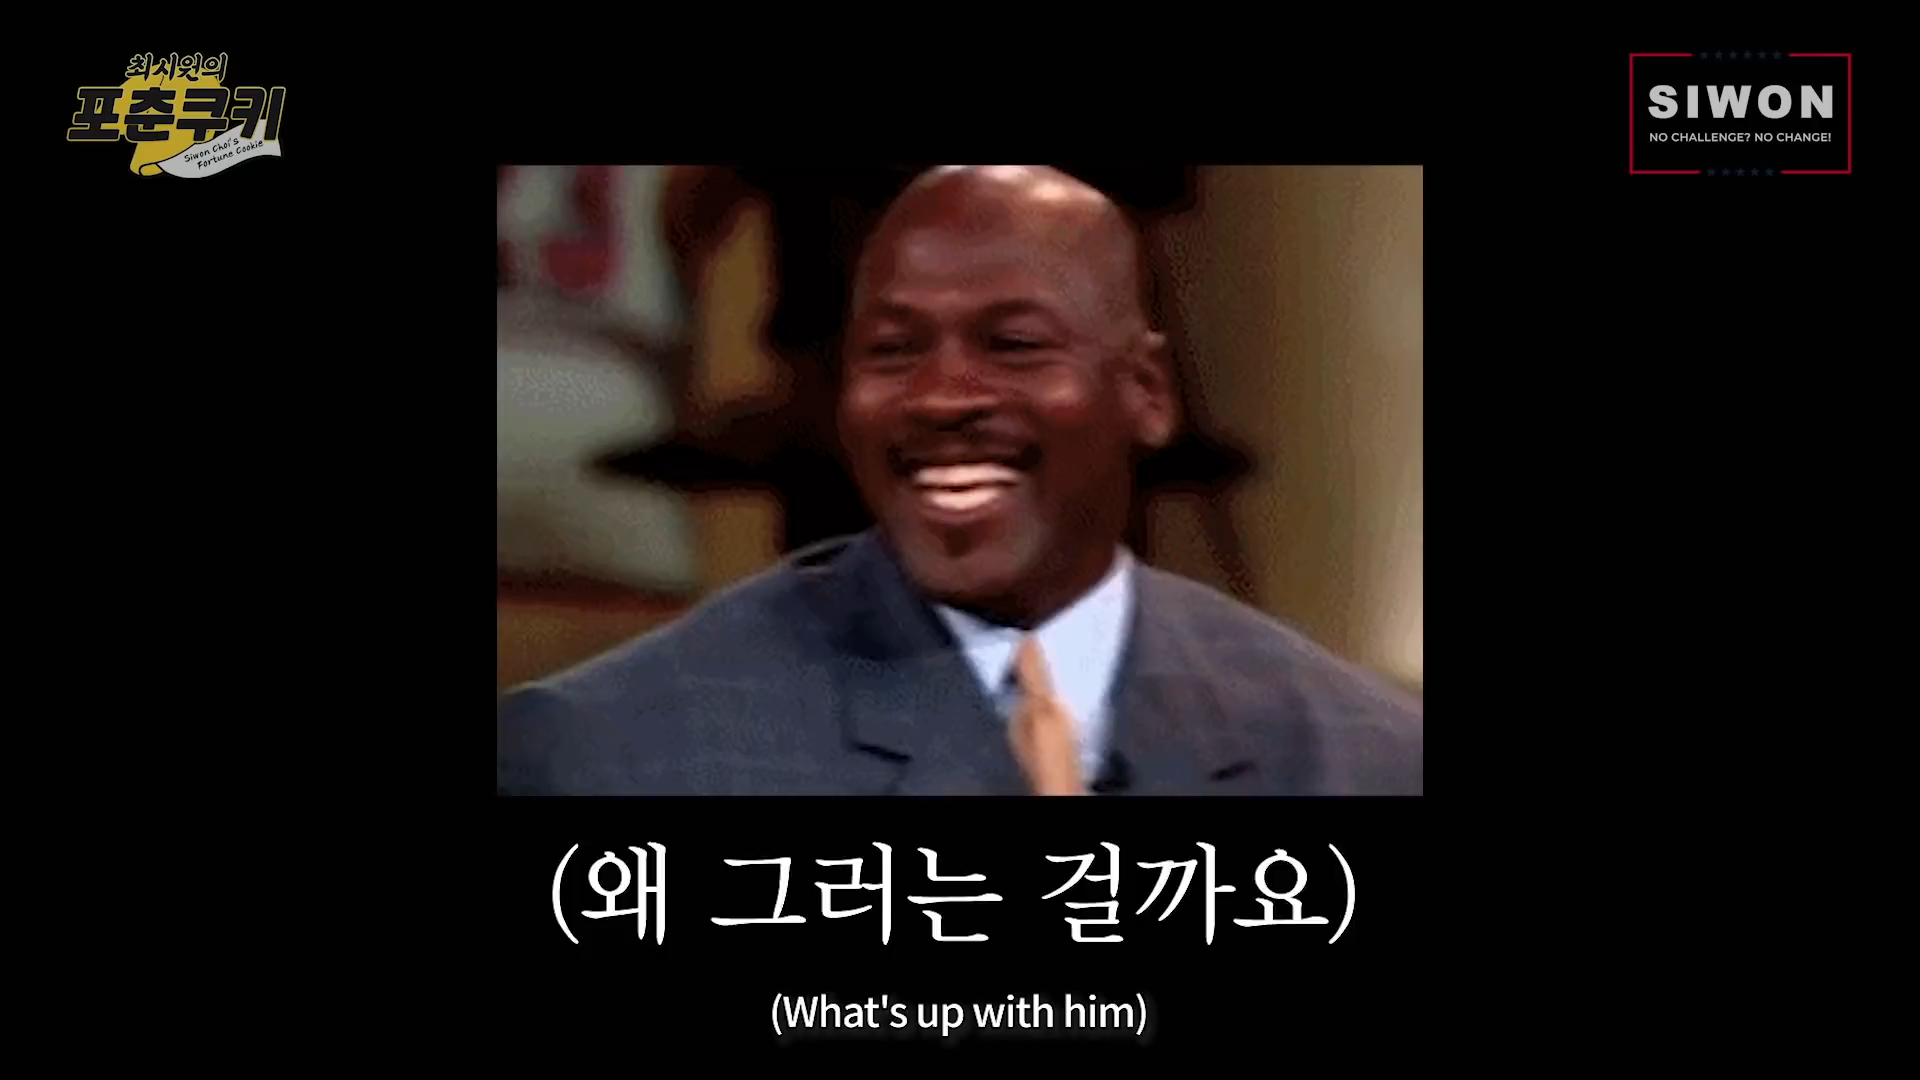 최시원의
포춘쿠키
Siwon Choi's
Fortune Cookie
SIWON
NO CHALLENGE? NO CHANGE!
J
(왜 그러는 걸까요)
(What's up with him)